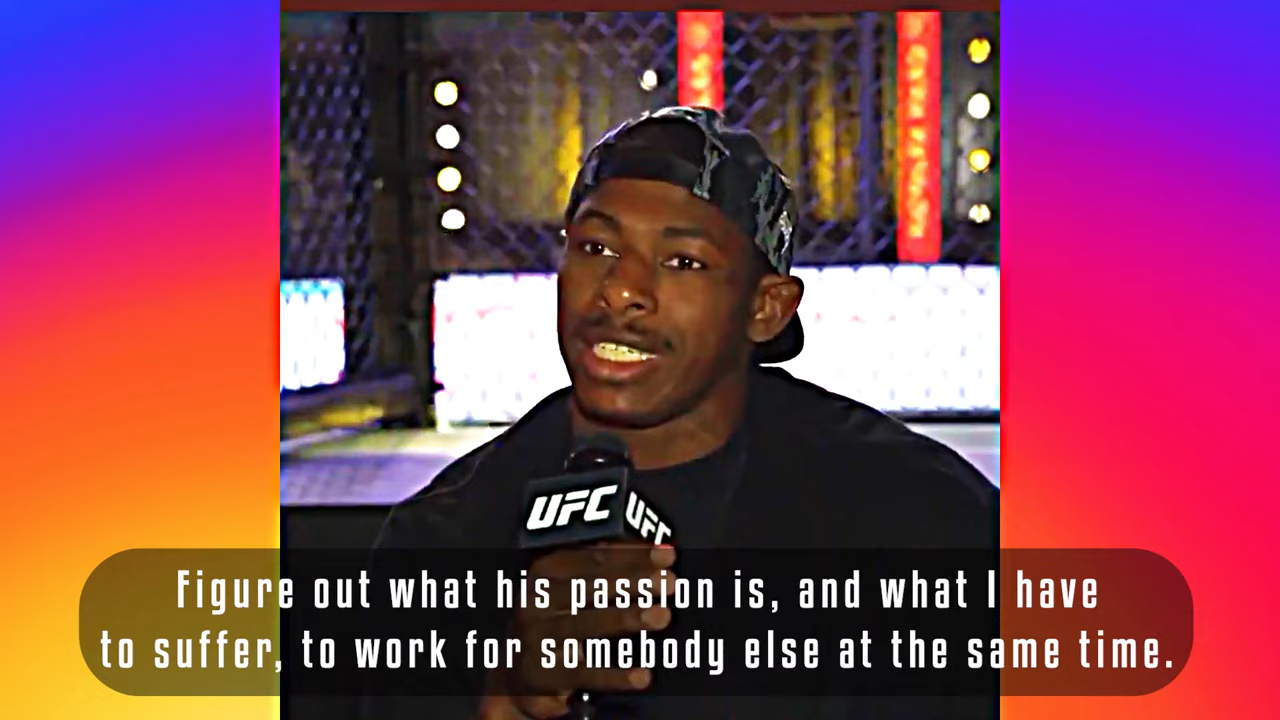 UFC UFC
Figure out what his passion is, and what I have
to suffer, to work for somebody else at the same time.